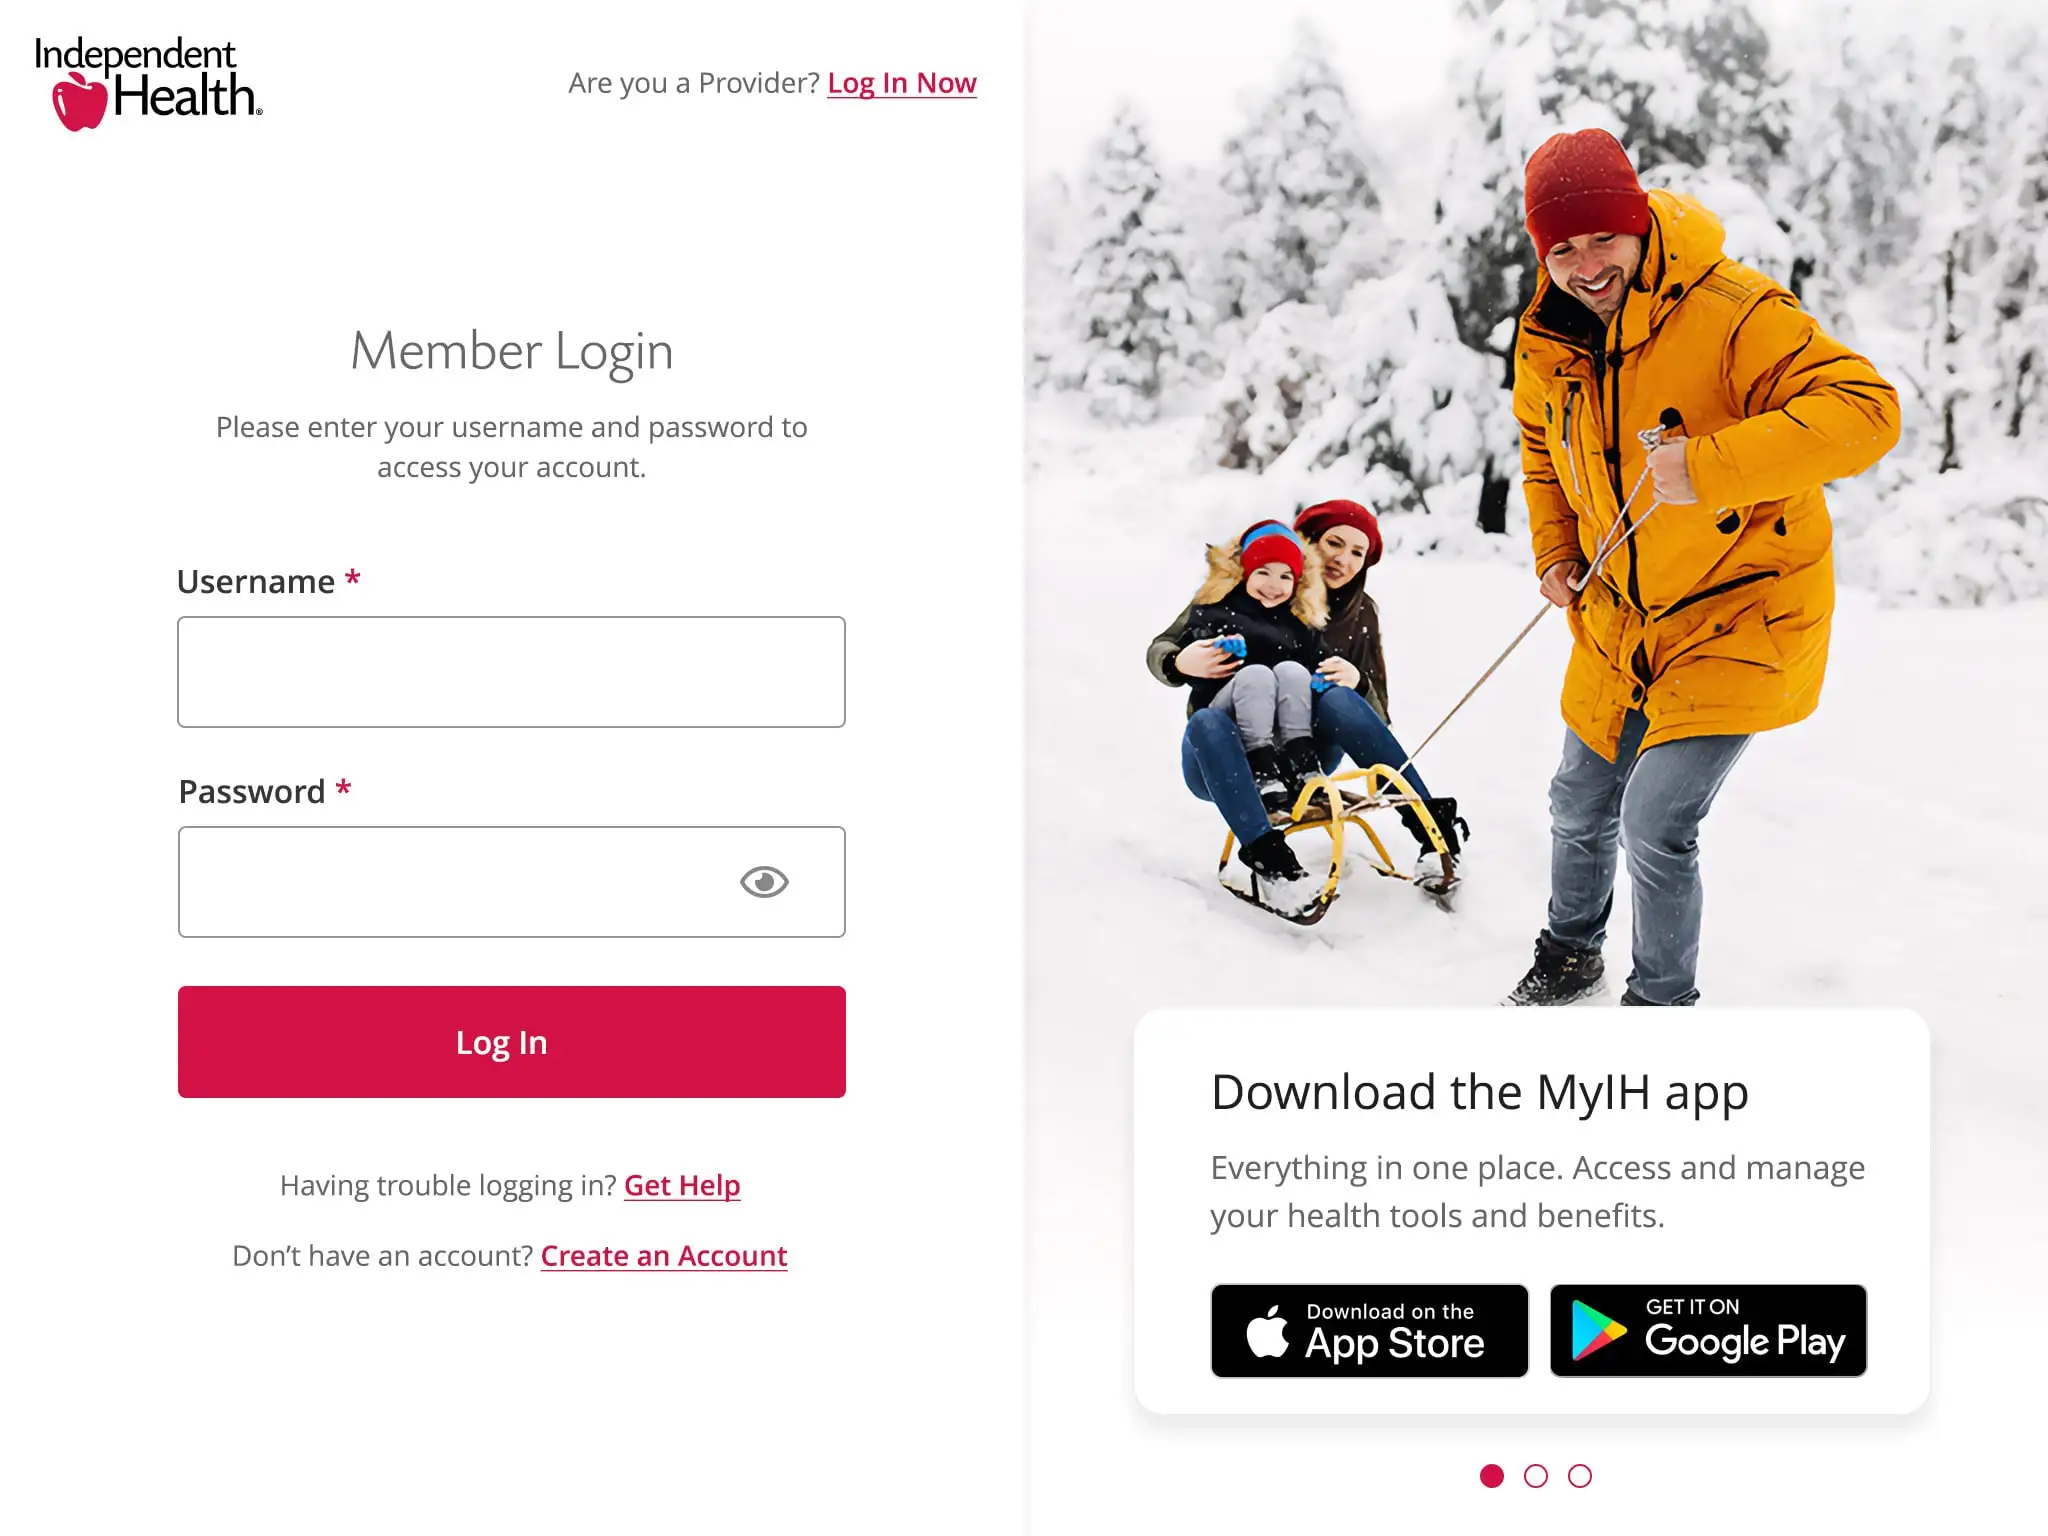 Independent
Health®
Are you a Provider? Log In Now
Member Login
Please enter your username and password to
access your account.
Username *
Password *
Log In
Having trouble logging in? Get Help
Don’t have an account? Create an Account
Download the MyIH app
Everything in one place. Access and manage
your health tools and benefits.
Download on the
App Store
GET IT ON
Google Play